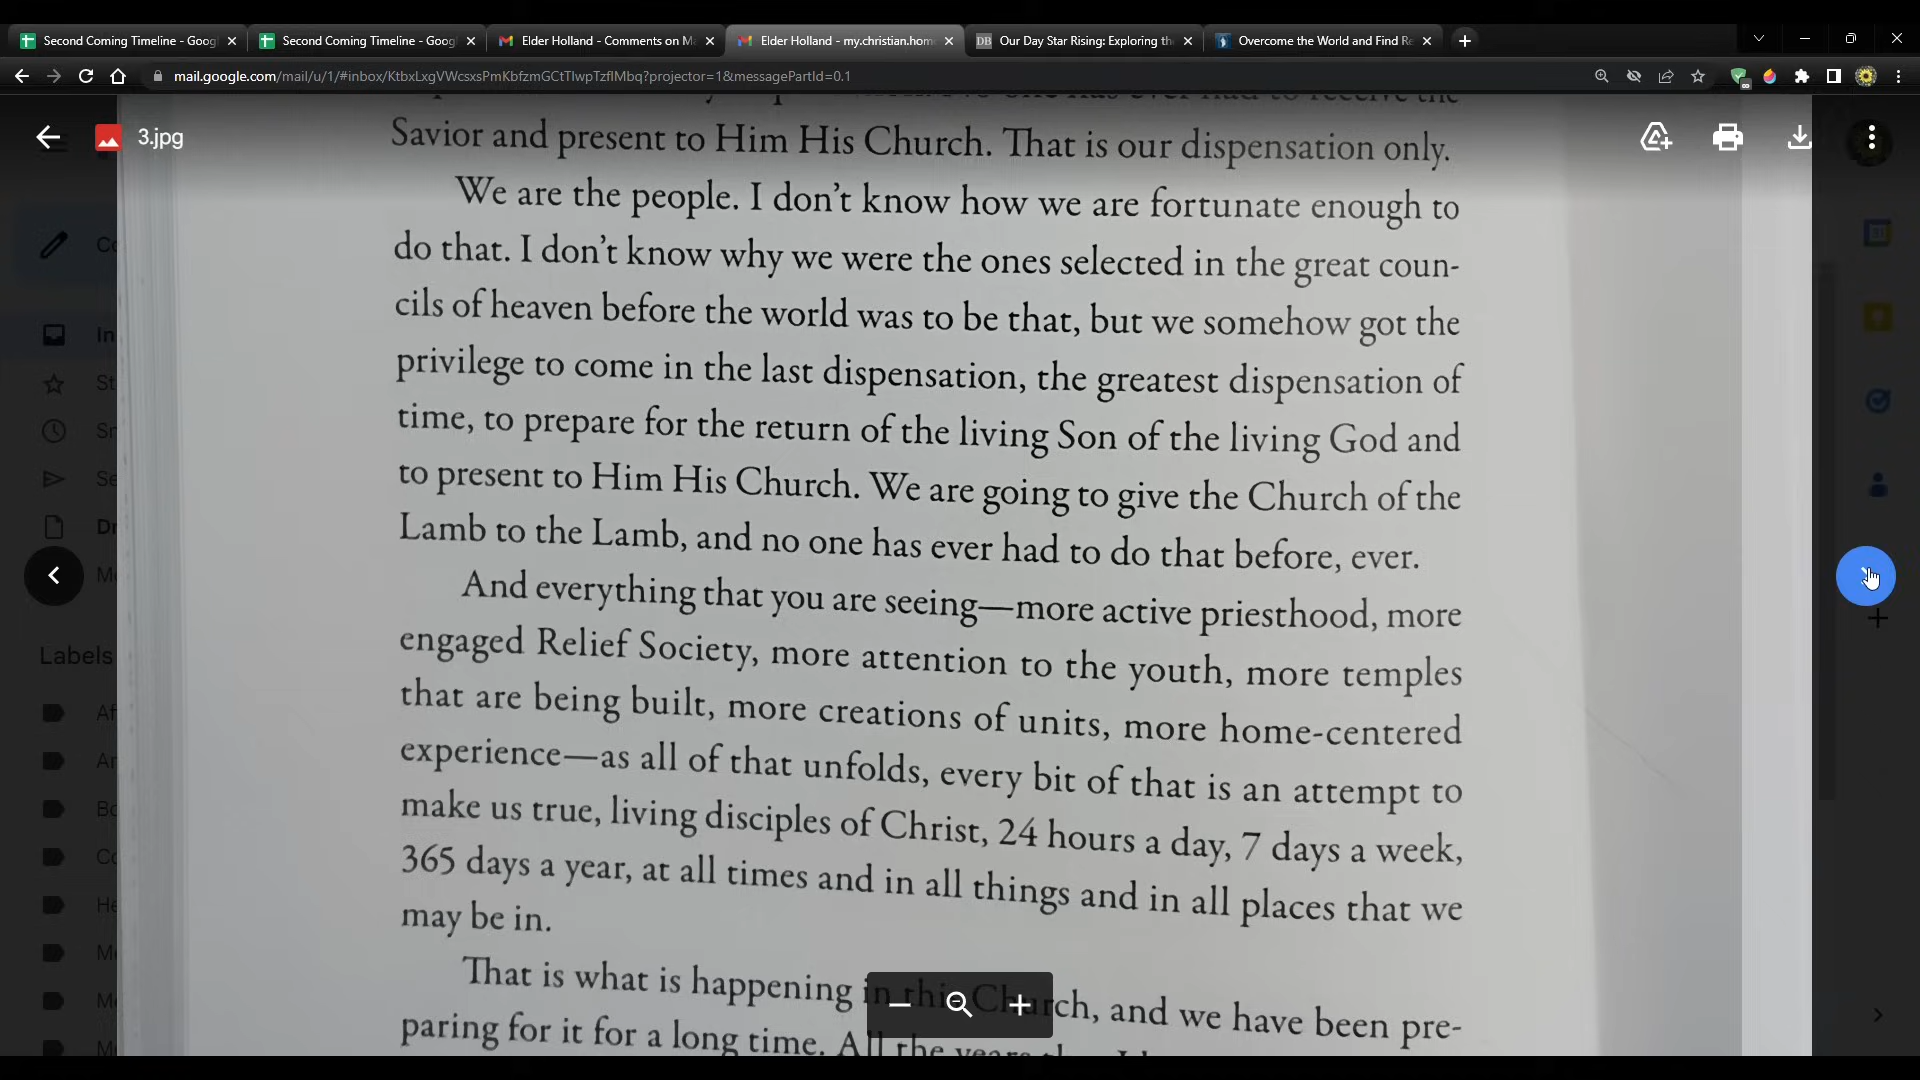 Second Coming Timeline - Goog
Second Coming Timeline - Goog
Elder Holland - Comments on M
Elder Holland - my.christian.hom
DB
Our Day Star Rising: Exploring th
Overcome the World and Find Re
mail.google.com/mail/u/1/#inbox/KtbxLxgVWcsxsPmKbfzmGCtTlwpTzflMbq?projector=1&messagePartId=0.1
3.jpg
Savior and present to Him His Church. That is our dispensation only.
We are the people. I don't know how we are fortunate enough to
do that. I don't know why we were the ones selected in the great coun-
cils of heaven before the world was to be that, but we somehow got the
privilege to come in the last dispensation, the greatest dispensation of
time, to prepare for the return of the living Son of the living God and
to present to Him His Church. We are going to give the Church of the
Lamb to the Lamb, and no one has ever had to do that before, ever.
And everything that you are seeing—more active priesthood, more
engaged Relief Society, more attention to the youth, more temples
that are being built, more creations of units, more home-centered
experience—as all of that unfolds, every bit of that is an attempt to
make us true, living disciples of Christ, 24 hours a day, 7 days a week,
365 days a year, at all times and in all things and in all places that we
may be in.
That is what is happening in this Church, and we have been pre-
paring for it for a long time. All the years
Labels